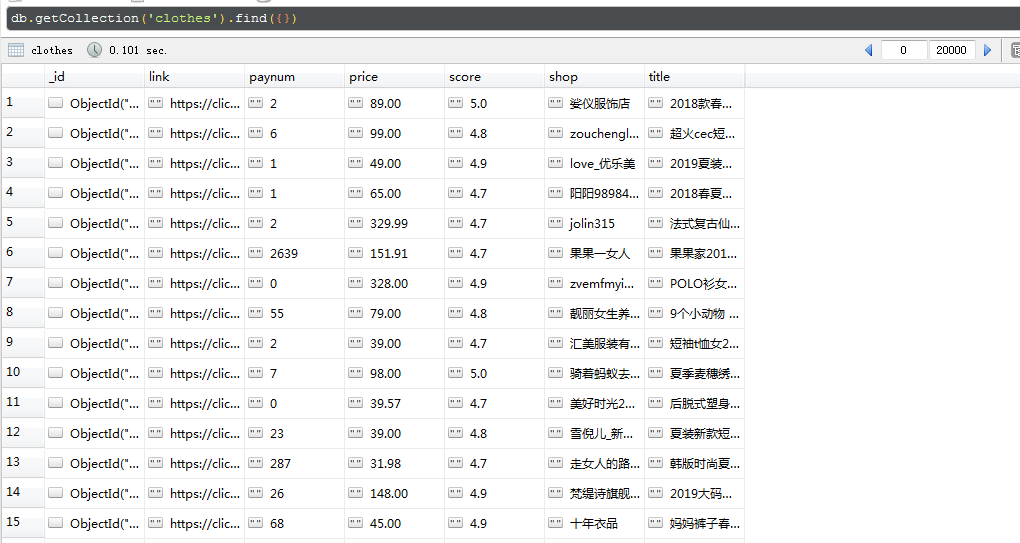 db.getCollection('clothes').find({})
clothes 0.101 sec. 0 20000
_id link paynum price score shop title
1 ObjectId("... https://clic... 2 89.00 5.0 娑仪服饰店 2018款春...
2 ObjectId("... https://clic... 6 99.00 4.8 zouchengl... 超火cec短...
3 ObjectId("... https://clic... 1 49.00 4.9 love_优乐美 2019夏装...
4 ObjectId("... https://clic... 1 65.00 4.7 阳阳98984... 2018春夏...
5 ObjectId("... https://clic... 2 329.99 4.7 jolin315 法式复古仙...
6 ObjectId("... https://clic... 2639 151.91 4.7 果果一女人 果果家201...
7 ObjectId("... https://clic... 0 328.00 4.9 zvemfmyi... POLO衫女...
8 ObjectId("... https://clic... 55 79.00 4.8 靓丽女生养... 9个小动物 ...
9 ObjectId("... https://clic... 2 39.00 4.7 汇美服装有... 短袖t恤女2...
10 ObjectId("... https://clic... 7 98.00 5.0 骑着蚂蚁去... 夏季麦穗绣...
11 ObjectId("... https://clic... 0 39.57 4.7 美好时光2... 后脱式塑身...
12 ObjectId("... https://clic... 23 39.00 4.8 雪倪儿_新... 夏装新款短...
13 ObjectId("... https://clic... 287 31.98 4.7 走女人的路... 韩版时尚夏...
14 ObjectId("... https://clic... 26 148.00 4.9 梵缇诗旗舰... 2019大码...
15 ObjectId("... https://clic... 68 45.00 4.9 十年衣品 妈妈裤子春...